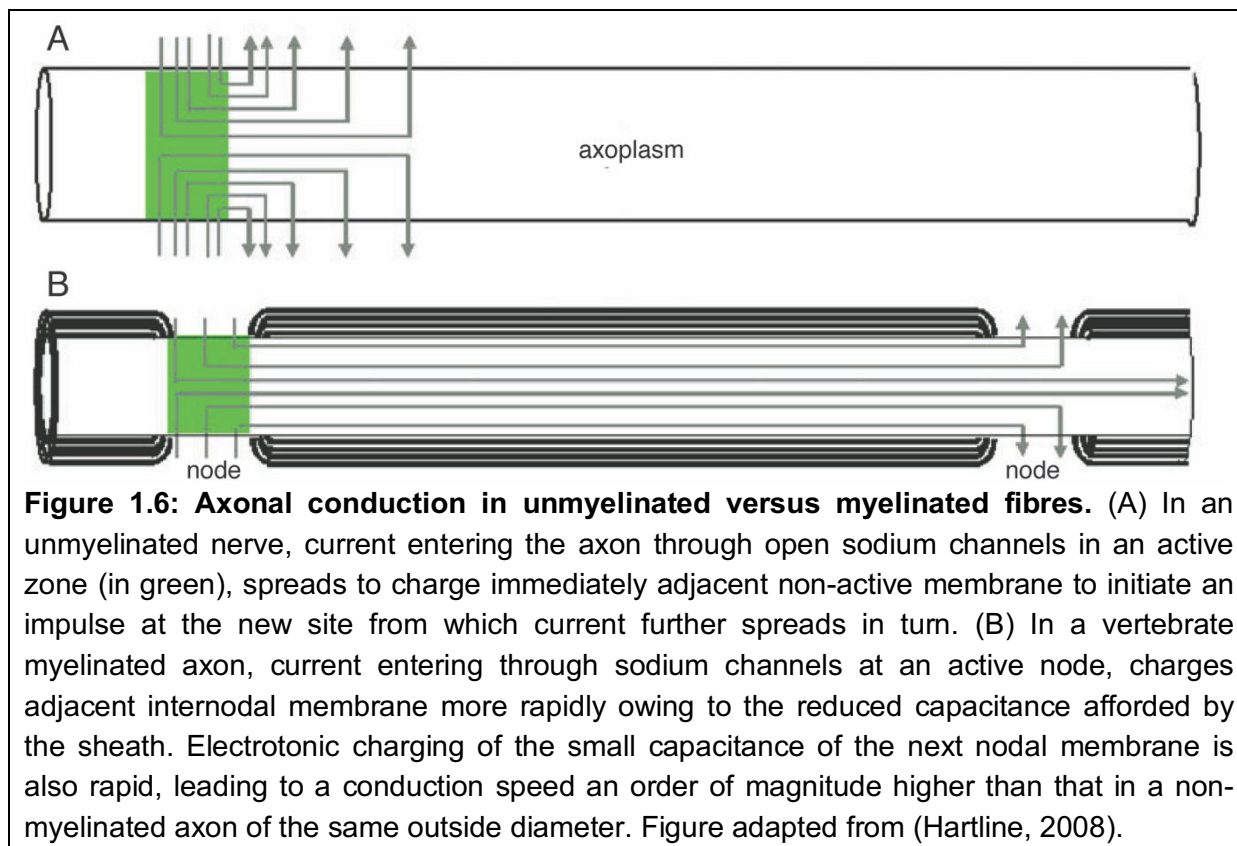 A
axoplasm
B
node
node
Figure 1.6: Axonal conduction in unmyelinated versus myelinated fibres. (A) In an
unmyelinated nerve, current entering the axon through open sodium channels in an active
zone (in green), spreads to charge immediately adjacent non-active membrane to initiate an
impulse at the new site from which current further spreads in turn. (B) In a vertebrate
myelinated axon, current entering through sodium channels at an active node, charges
adjacent internodal membrane more rapidly owing to the reduced capacitance afforded by
the sheath. Electrotonic charging of the small capacitance of the next nodal membrane is
also rapid, leading to a conduction speed an order of magnitude higher than that in a non-
myelinated axon of the same outside diameter. Figure adapted from (Hartline, 2008).